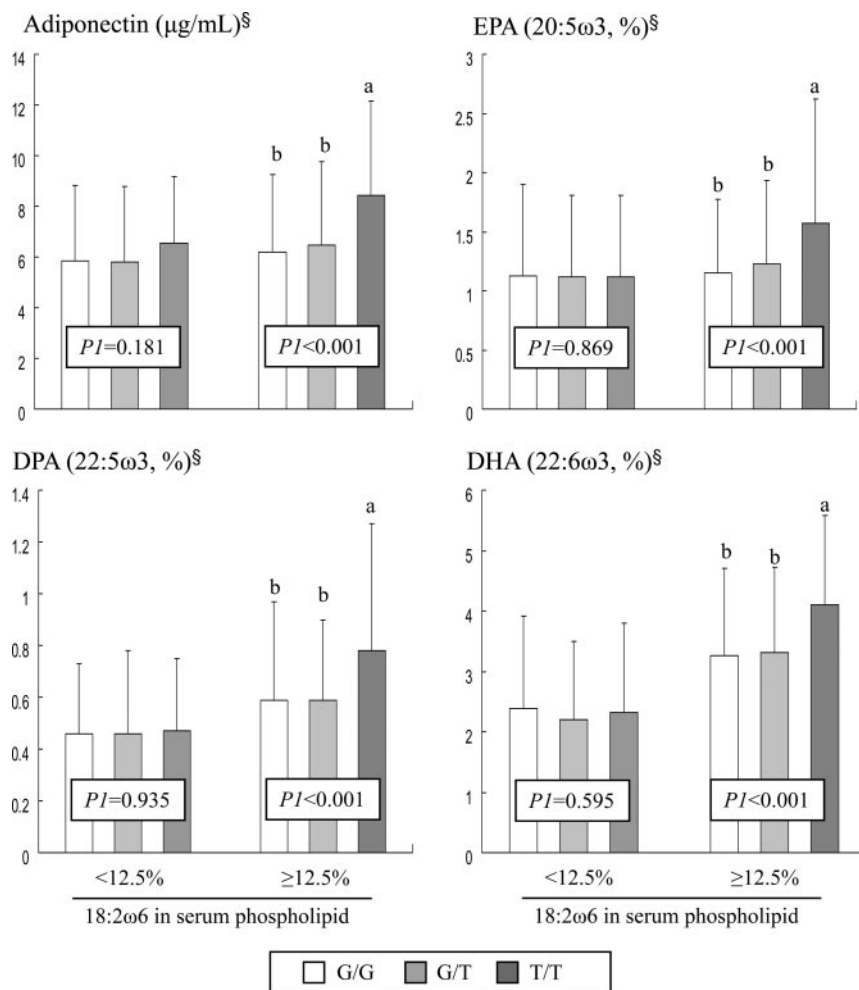 Adiponectin (µg/mL)§
14
12
10
8
6
4
2
0
b
b
a
P1=0.181
P1<0.001
EPA (20:5ω3, %)§
3
2.5
2
1.5
1
0.5
0
b
b
a
P1=0.869
P1<0.001
DPA (22:5ω3, %)§
1.4
1.2
1
0.8
0.6
0.4
0.2
0
b
b
a
P1=0.935
P1<0.001
<12.5%
≥12.5%
18:2ω6 in serum phospholipid
DHA (22:6ω3, %)§
6
5
4
3
2
1
0
b
b
a
P1=0.595
P1<0.001
<12.5%
≥12.5%
18:2ω6 in serum phospholipid
G/G G/T T/T